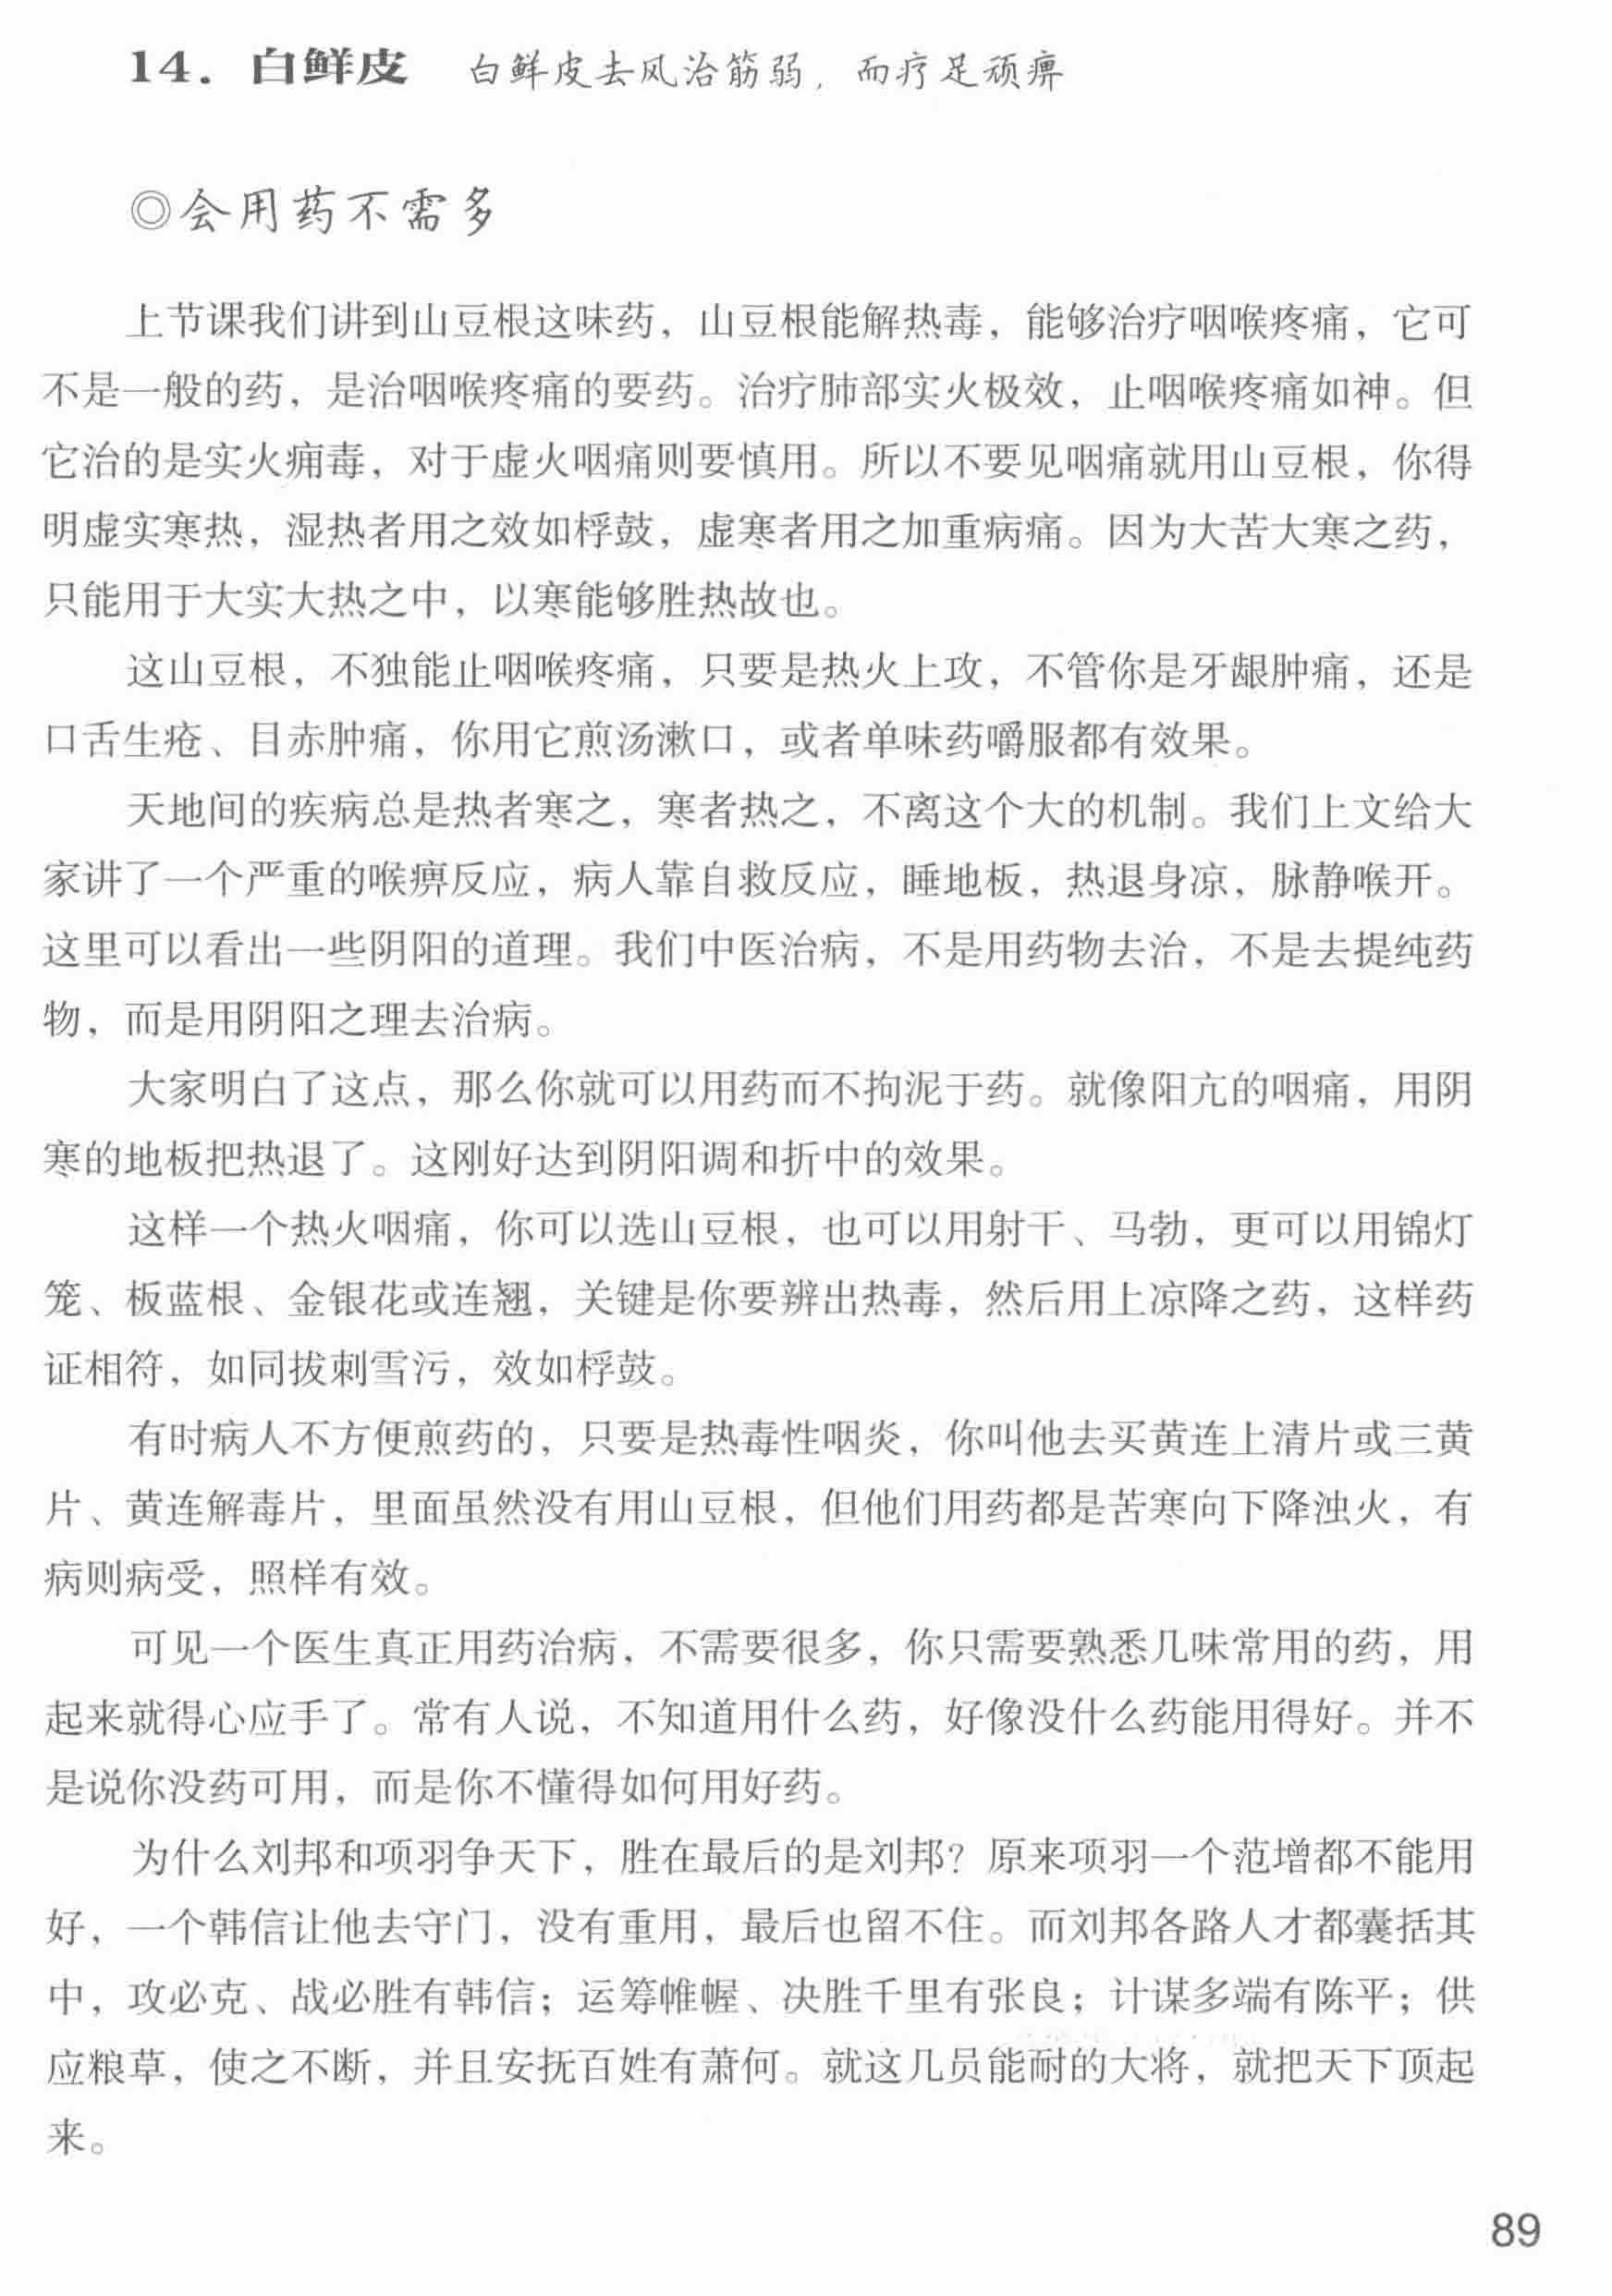 14. 白鲜皮 白鲜皮去风治筋弱，而疗足顽痹
◎会用药不需多
上节课我们讲到山豆根这味药，山豆根能解热毒，能够治疗咽喉疼痛，它可
不是一般的药，是治咽喉疼痛的要药。治疗肺部实火极效，止咽喉疼痛如神。但
它治的是实火痈毒，对于虚火咽痛则要慎用。所以不要见咽痛就用山豆根，你得
明虚实寒热，湿热者用之效如桴鼓，虚寒者用之加重病痛。因为大苦大寒之药，
只能用于大实大热之中，以寒能够胜热故也。
这山豆根，不独能止咽喉疼痛，只要是热火上攻，不管你是牙龈肿痛，还是
口舌生疮、目赤肿痛，你用它煎汤漱口，或者单味药嚼服都有效果。
天地间的疾病总是热者寒之，寒者热之，不离这个大的机制。我们上文给大
家讲了一个严重的喉痹反应，病人靠自救反应，睡地板，热退身凉，脉静喉开。
这里可以看出一些阴阳的道理。我们中医治病，不是用药物去治，不是去提纯药
物，而是用阴阳之理去治病。
大家明白了这点，那么你就可以用药而不拘泥于药。就像阳亢的咽痛，用阴
寒的地板把热退了。这刚好达到阴阳调和折中的效果。
这样一个热火咽痛，你可以选山豆根，也可以用射干、马勃，更可以用锦灯
笼、板蓝根、金银花或连翘，关键是你要辨出热毒，然后用上凉降之药，这样药
证相符，如同拔刺雪污，效如桴鼓。
有时病人不方便煎药的，只要是热毒性咽炎，你叫他去买黄连上清片或三黄
片、黄连解毒片，里面虽然没有用山豆根，但他们用药都是苦寒向下降浊火，有
病则病受，照样有效。
可见一个医生真正用药治病，不需要很多，你只需要熟悉几味常用的药，用
起来就得心应手了。常有人说，不知道用什么药，好像没什么药能用得好。并不
是说你没药可用，而是你不懂得如何用好药。
为什么刘邦和项羽争天下，胜在最后的是刘邦？原来项羽一个范增都不能用
好，一个韩信让他去守门，没有重用，最后也留不住。而刘邦各路人才都囊括其
中，攻必克、战必胜有韩信；运筹帷幄、决胜千里有张良；计谋多端有陈平；供
应粮草，使之不断，并且安抚百姓有萧何。就这几员能耐的大将，就把天下顶起
来。
89